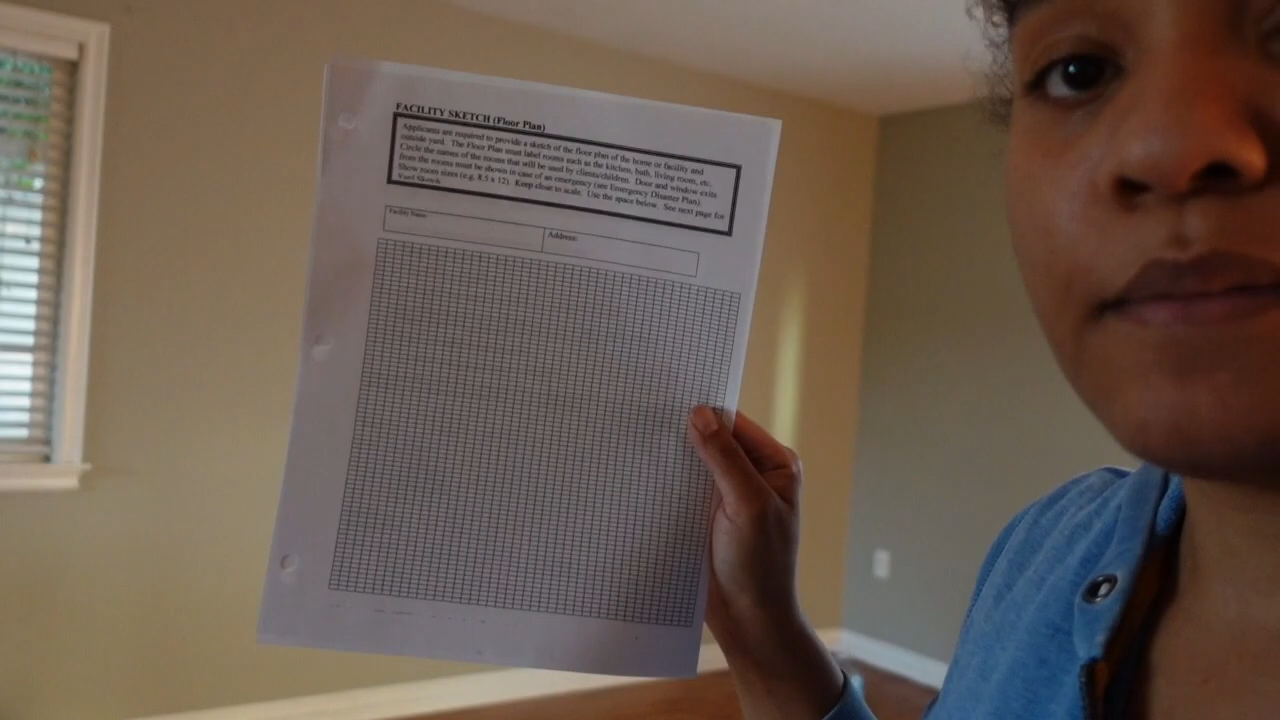 FACILITY SKETCH (Floor Plan)
Applicants are required to provide a sketch of the floor plan of the home or facility and
outside yard. The Floor Plan must label rooms such as the kitchen, bath, living room, etc.
Circle the names of the rooms that will be used by clients/children. Door and window exits
from the rooms must be shown in case of an emergency (see Emergency Disaster Plan).
Show room sizes (e.g. 8.5 x 12). Keep close to scale. Use the space below. See next page for
Yard Sketch
Facility Name
Address: